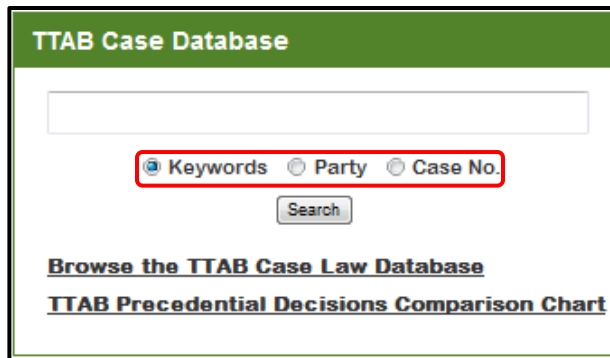 TTAB Case Database
Keywords Party Case No.
Search
Browse the TTAB Case Law Database
TTAB Precedential Decisions Comparison Chart